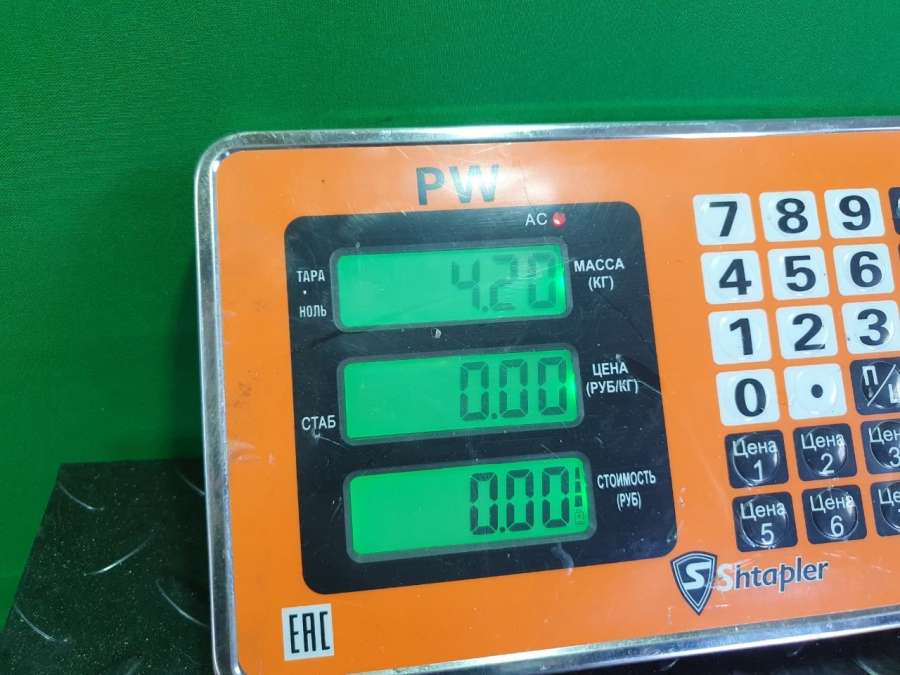 PW
AC
ТАРА
НОЛЬ
4.20
МАССА
(КГ)
СТАБ
0.00
ЦЕНА
(РУБ/КГ)
0.00
СТОИМОСТЬ
(РУБ)
7 8 9
4 5 6
1 2 3
0 .
Цена 1
Цена 2
Цена 5
Цена 6
Shtapler
EAC